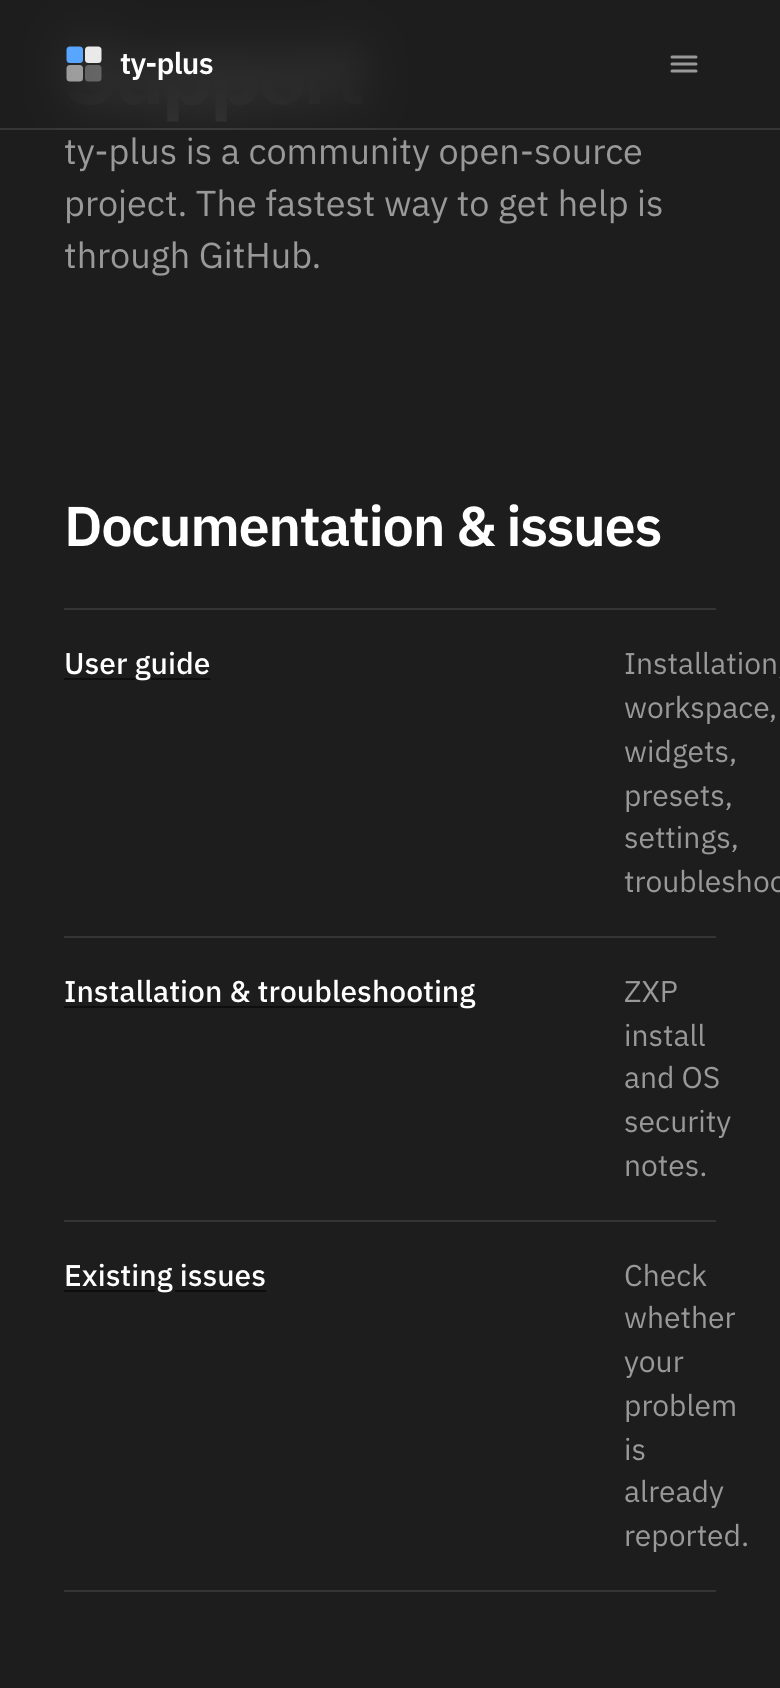 ty-plus
Support
ty-plus is a community open-source
project. The fastest way to get help is
through GitHub.
Documentation & issues
User guide
Installation
workspace,
widgets,
presets,
settings,
troubleshoo
Installation & troubleshooting
ZXP
install
and OS
security
notes.
Existing issues
Check
whether
your
problem
is
already
reported.